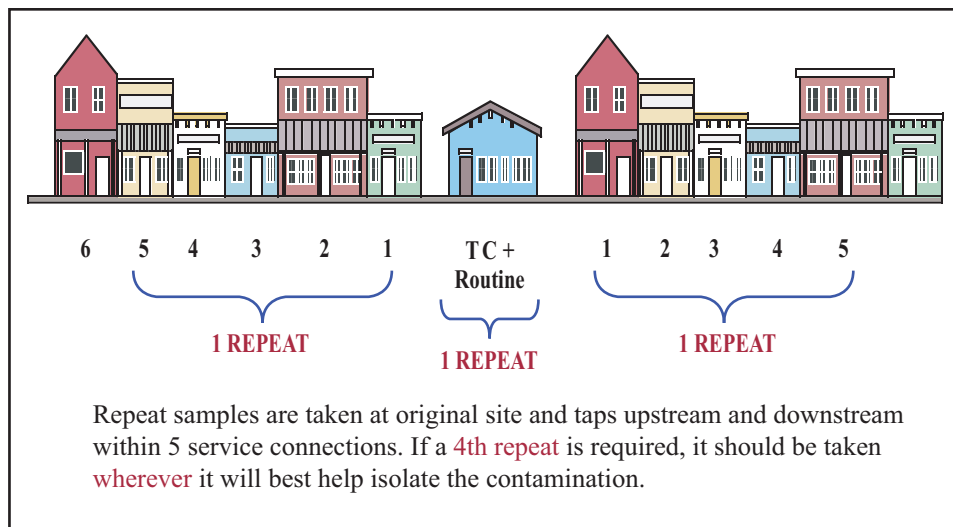 6 5 4 3 2 1 TC + 1 2 3 4 5
Routine
1 REPEAT 1 REPEAT 1 REPEAT
Repeat samples are taken at original site and taps upstream and downstream
within 5 service connections. If a 4th repeat is required, it should be taken
wherever it will best help isolate the contamination.